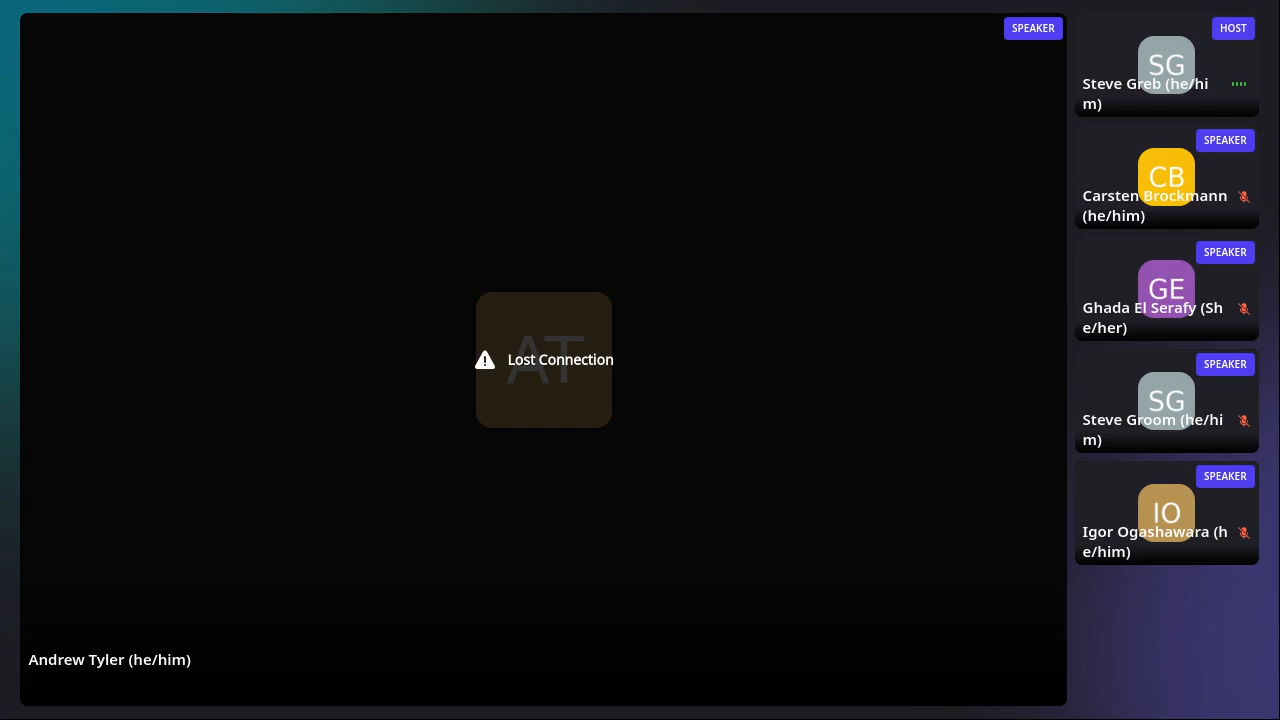 SPEAKER
AT
Lost Connection
Andrew Tyler (he/him)
HOST
SG
Steve Greb (he/hi
m)
SPEAKER
CB
Carsten Brockmann
(he/him)
SPEAKER
GE
Ghada El Serafy (Sh
e/her)
SPEAKER
SG
Steve Groom (he/hi
m)
SPEAKER
IO
Igor Ogashawara (h
e/him)